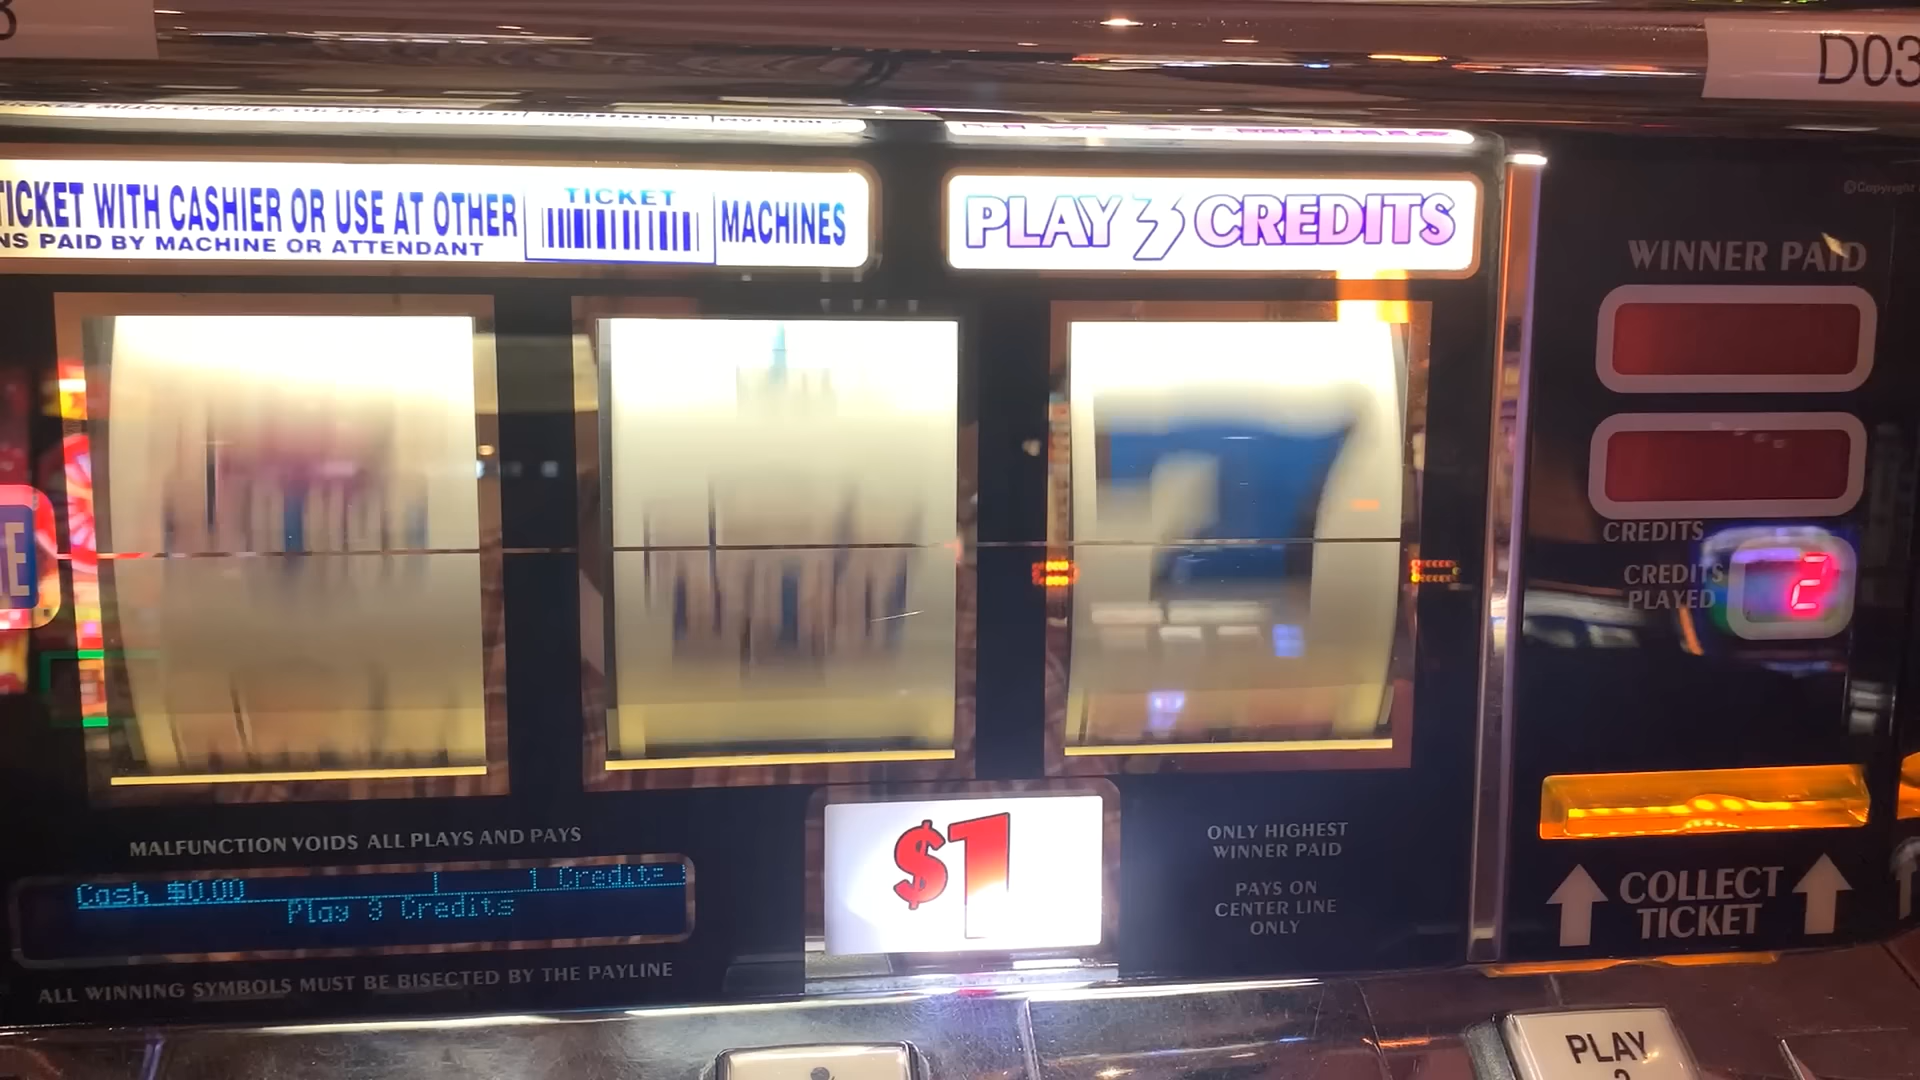 D03
TICKET WITH CASHIER OR USE AT OTHER
TICKET
MACHINES
NS PAID BY MACHINE OR ATTENDANT
PLAY 3 CREDITS
©Copyright
WINNER PAID
CREDITS
CREDITS
PLAYED
2
E
MALFUNCTION VOIDS ALL PLAYS AND PAYS
Cash $0.00
1 Credit
Play 3 Credits
ALL WINNING SYMBOLS MUST BE BISECTED BY THE PAYLINE
$1
ONLY HIGHEST
WINNER PAID
PAYS ON
CENTER LINE
ONLY
COLLECT
TICKET
PLAY